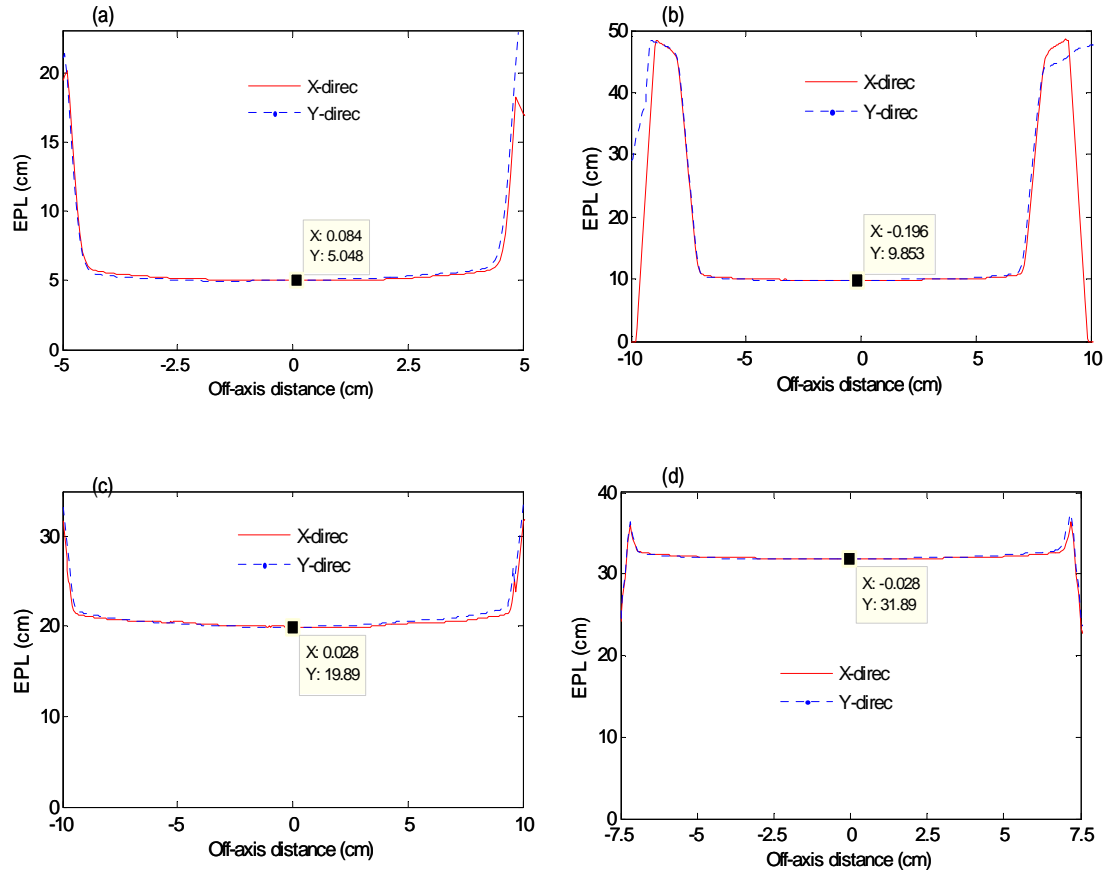 (a)
20
15
10
5
0
EPL (cm)
X-direc
Y-direc
X: 0.084
Y: 5.048
-5
-2.5
0
2.5
5
Off-axis distance (cm)
(b)
50
40
30
20
10
0
EPL (cm)
X-direc
Y-direc
X: -0.196
Y: 9.853
-10
-5
0
5
10
Off-axis distance (cm)
(c)
30
20
10
0
EPL (cm)
X-direc
Y-direc
X: 0.028
Y: 19.89
-10
-5
0
5
10
Off-axis distance (cm)
(d)
40
30
20
10
0
EPL (cm)
X: -0.028
Y: 31.89
X-direc
Y-direc
-7.5
-5
-2.5
0
2.5
5
7.5
Off-axis distance (cm)